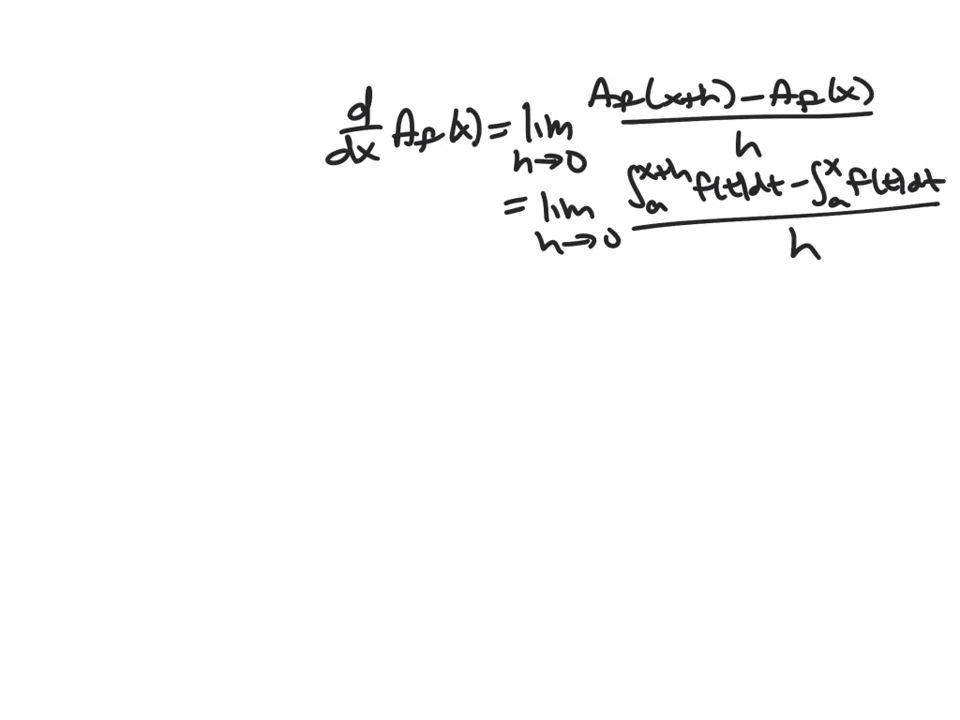 d/dx A_f(x) = lim_{h→0} (A_f(x+h) − A_f(x))/h
= lim_{h→0} (∫_a^{x+h} f(t)dt − ∫_a^x f(t)dt)/h